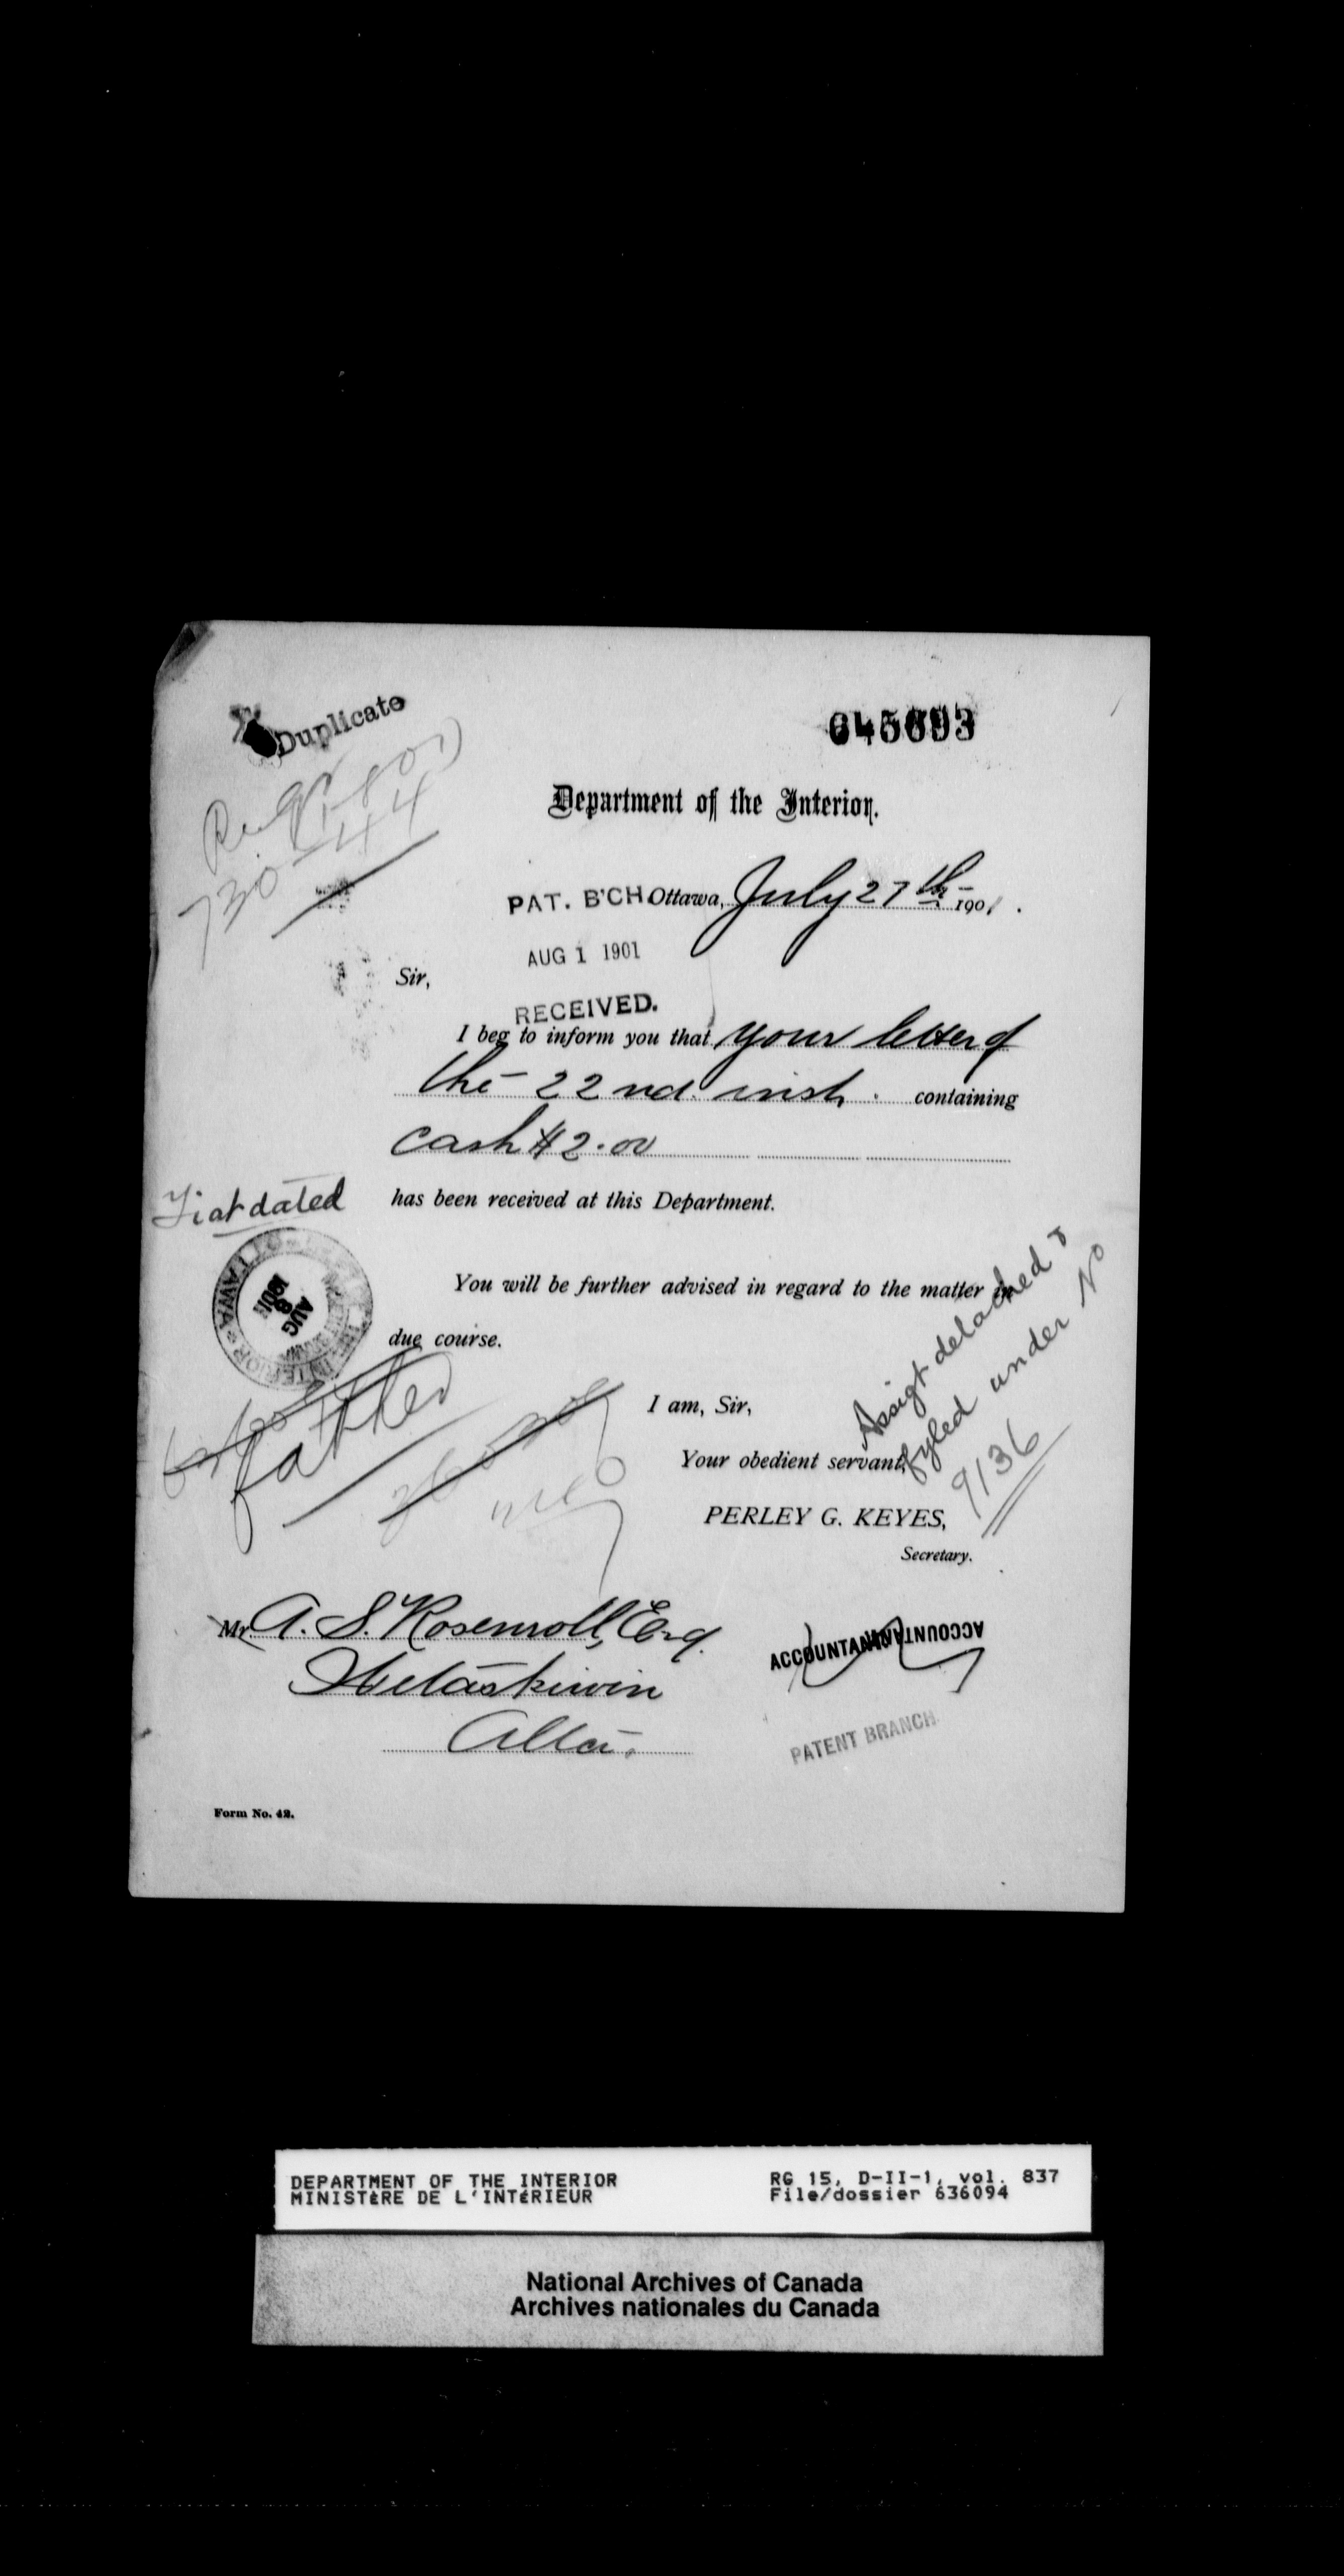 Duplicate
645693
Department of the Interior.
PAT. B'CH. Ottawa, July 27th 1901.
AUG 1 1901
Sir,
RECEIVED.
I beg to inform you that your letter of
the 22nd. inst. containing
cash $2.00
has been received at this Department.
Fiat dated
OTTAWA
AUG 8 1901
INTERIOR
You will be further advised in regard to the matter in
due course.
Assigt detached &
fyled under No
9136
I am, Sir,
Your obedient servant,
PERLEY G. KEYES,
Secretary.
Mr. A. S. Rosenroll, Esq.
Wetaskiwin
Alta.
ACCOUNTANT
ACCOUNTANT
PATENT BRANCH
Form No. 42.
DEPARTMENT OF THE INTERIOR RG 15, D-II-1, vol. 837
MINISTÈRE DE L'INTÉRIEUR File/dossier 636094
National Archives of Canada
Archives nationales du Canada